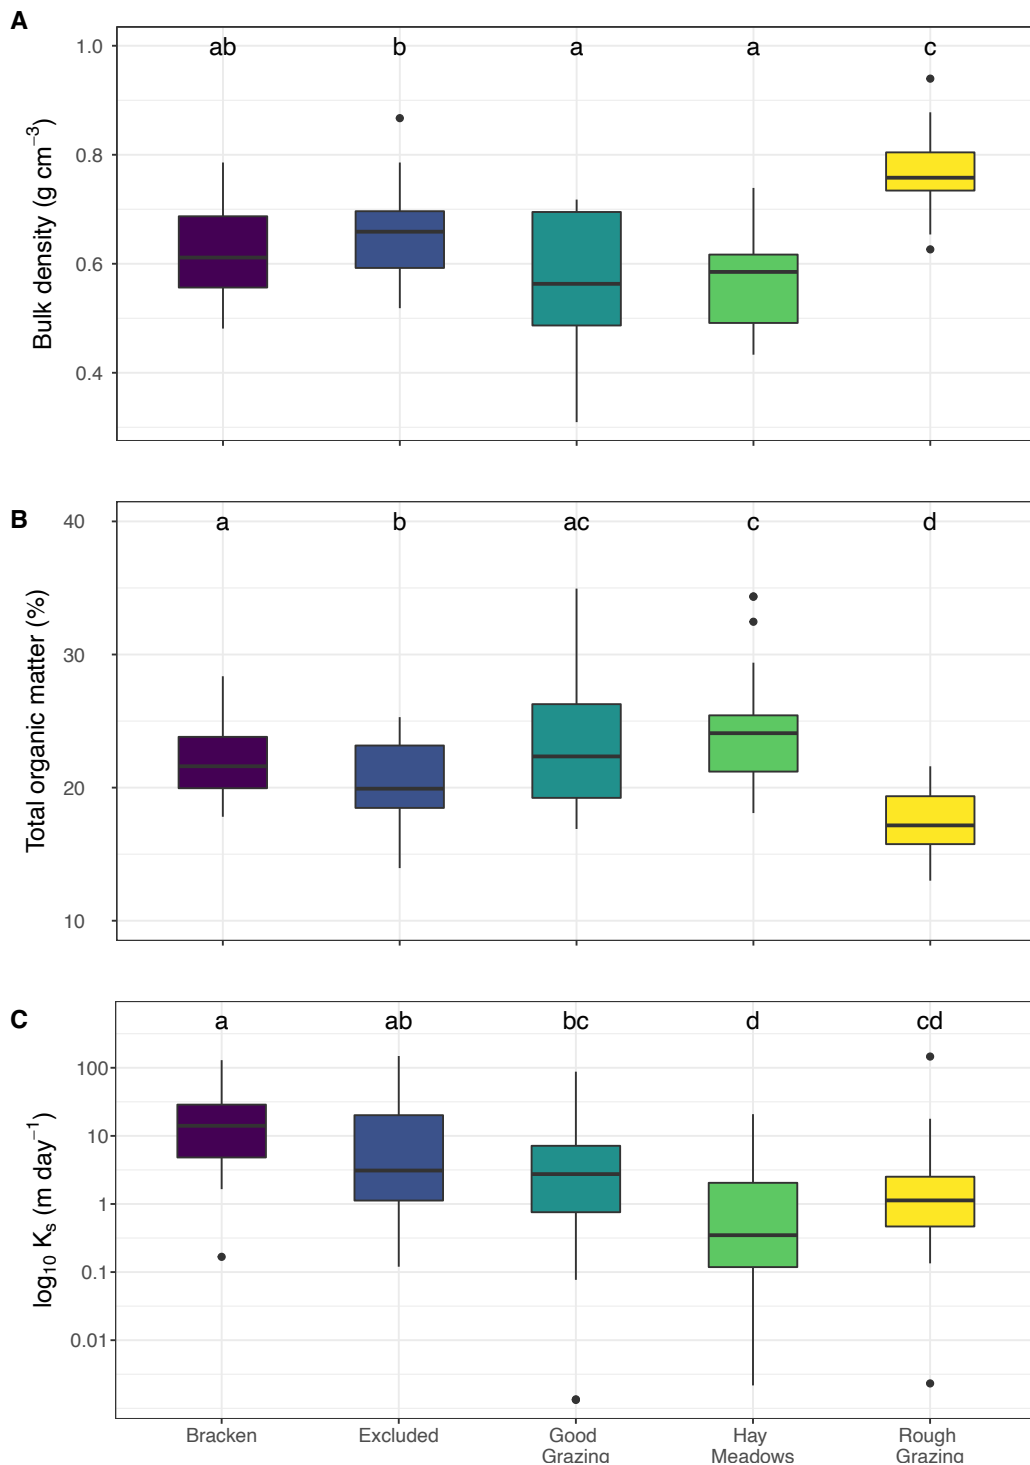 A
ab b a a c
1.0
0.8
0.6
0.4
Bulk density (g cm⁻³)
B
a b ac c d
40
30
20
10
Total organic matter (%)
C
a ab bc d cd
100
10
1
0.1
0.01
log₁₀ Kₛ (m day⁻¹)
Bracken Excluded Good Hay Rough
Grazing Meadows Grazing